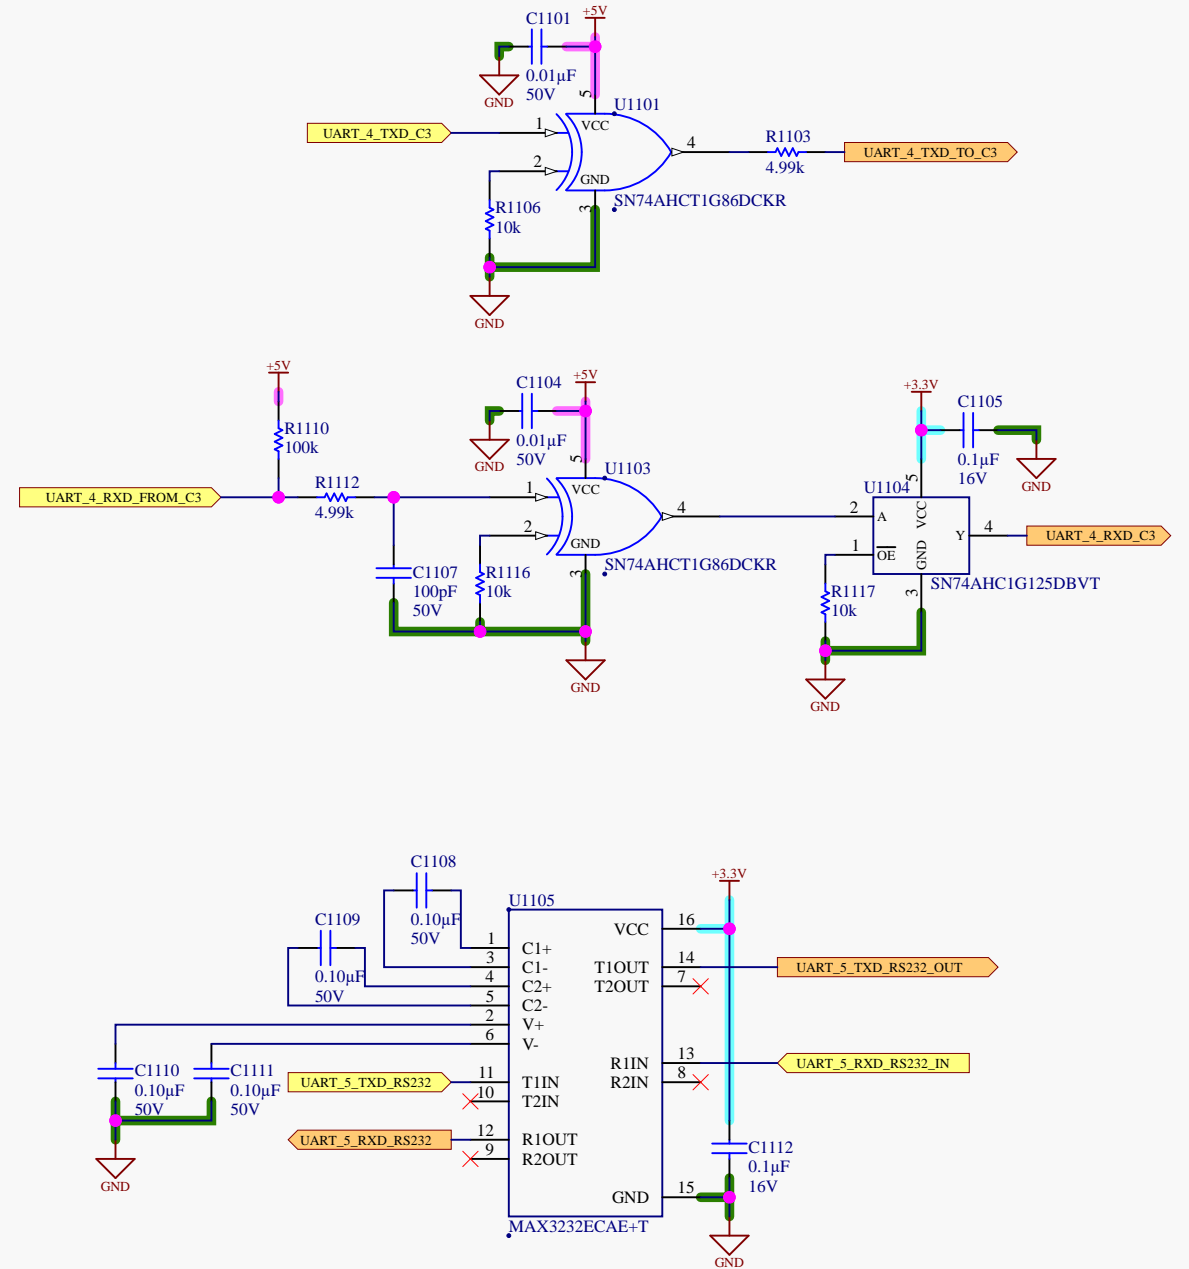 +5V
C1101
0.01µF
50V
GND
5
U1101
VCC
UART_4_TXD_C3
1
2
GND
4
R1103
4.99k
UART_4_TXD_TO_C3
SN74AHCT1G86DCKR
3
R1106
10k
GND
+5V
R1110
100k
UART_4_RXD_FROM_C3
R1112
4.99k
+5V
C1104
0.01µF
50V
GND
5
U1103
VCC
1
2
GND
4
SN74AHCT1G86DCKR
3
C1107
100pF
50V
R1116
10k
GND
+3.3V
C1105
0.1µF
16V
GND
5
U1104
VCC
2
A
1
OE
GND
Y
4
UART_4_RXD_C3
SN74AHC1G125DBVT
3
R1117
10k
GND
C1108
0.10µF
50V
C1109
0.10µF
50V
U1105
+3.3V
VCC
16
1
C1+
3
C1-
T1OUT
14
UART_5_TXD_RS232_OUT
4
C2+
T2OUT
7
5
C2-
2
V+
6
V-
R1IN
13
UART_5_RXD_RS232_IN
C1110
0.10µF
50V
C1111
0.10µF
50V
GND
UART_5_TXD_RS232
11
T1IN
R2IN
8
10
T2IN
UART_5_RXD_RS232
12
R1OUT
9
R2OUT
C1112
0.1µF
16V
GND
15
MAX3232ECAE+T
GND